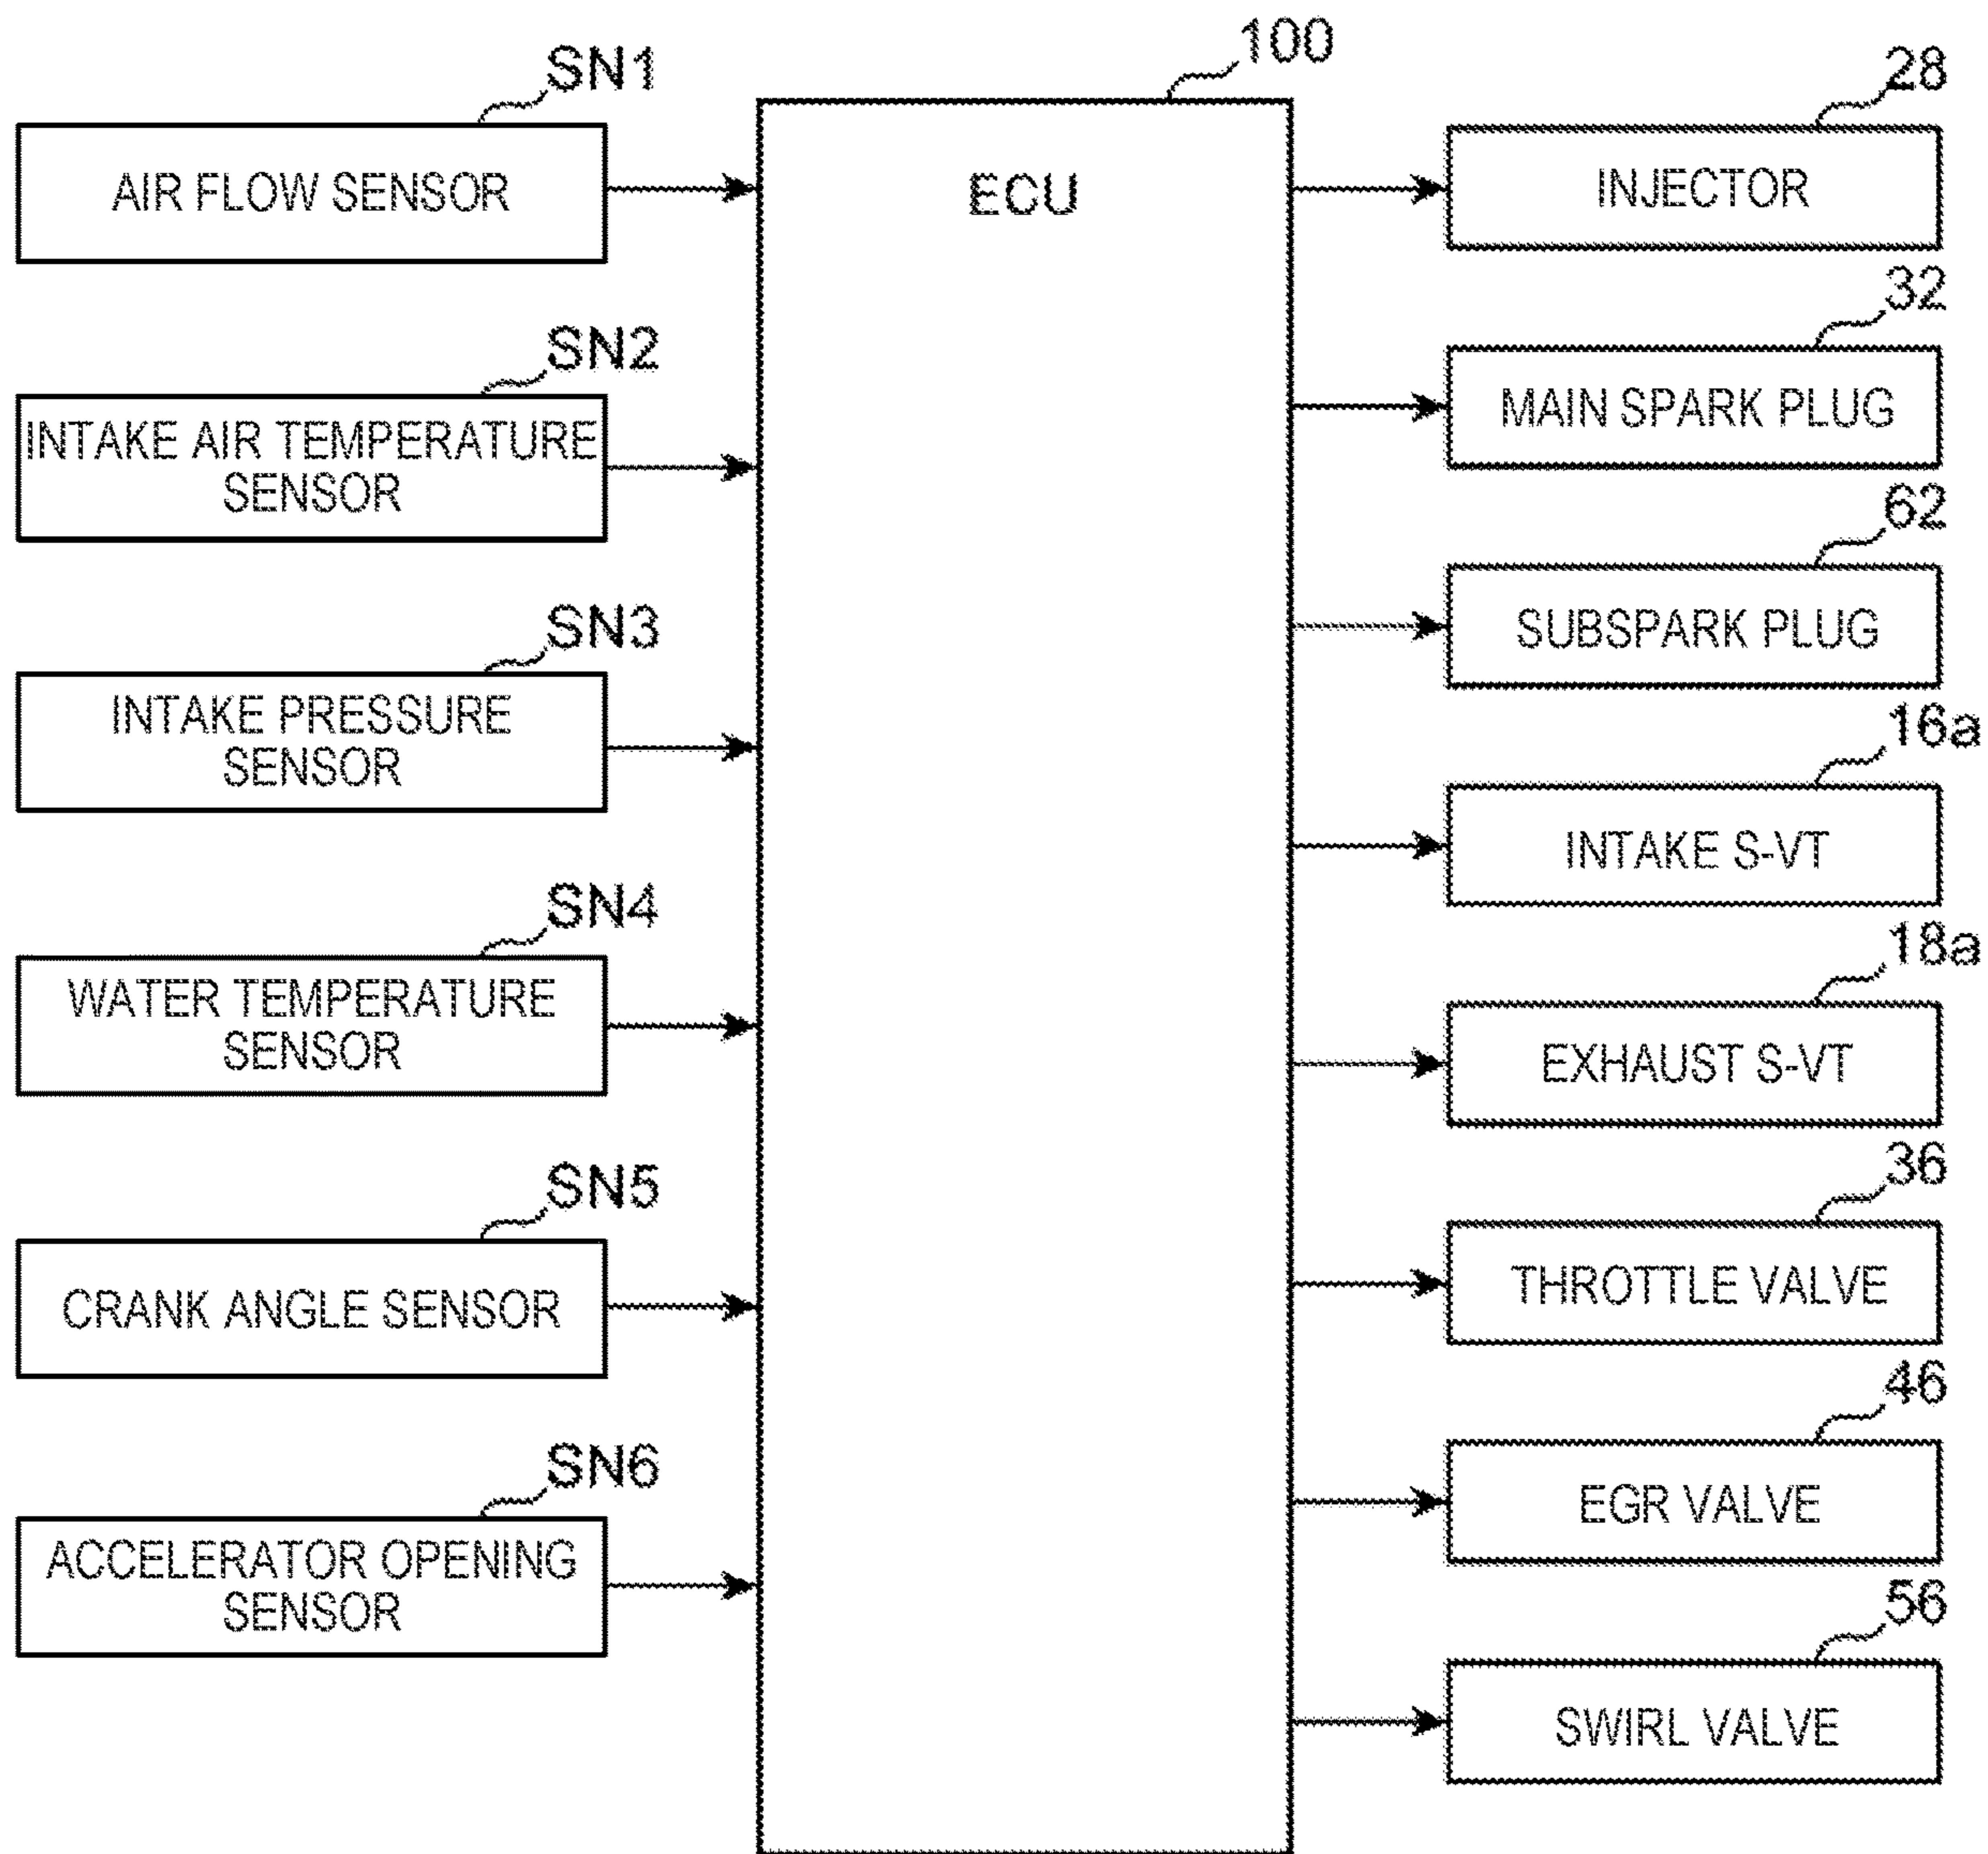 100
ECU
SN1
AIR FLOW SENSOR
SN2
INTAKE AIR TEMPERATURE
SENSOR
SN3
INTAKE PRESSURE
SENSOR
SN4
WATER TEMPERATURE
SENSOR
SN5
CRANK ANGLE SENSOR
SN6
ACCELERATOR OPENING
SENSOR
28
INJECTOR
32
MAIN SPARK PLUG
62
SUBSPARK PLUG
16a
INTAKE S-VT
18a
EXHAUST S-VT
36
THROTTLE VALVE
46
EGR VALVE
56
SWIRL VALVE